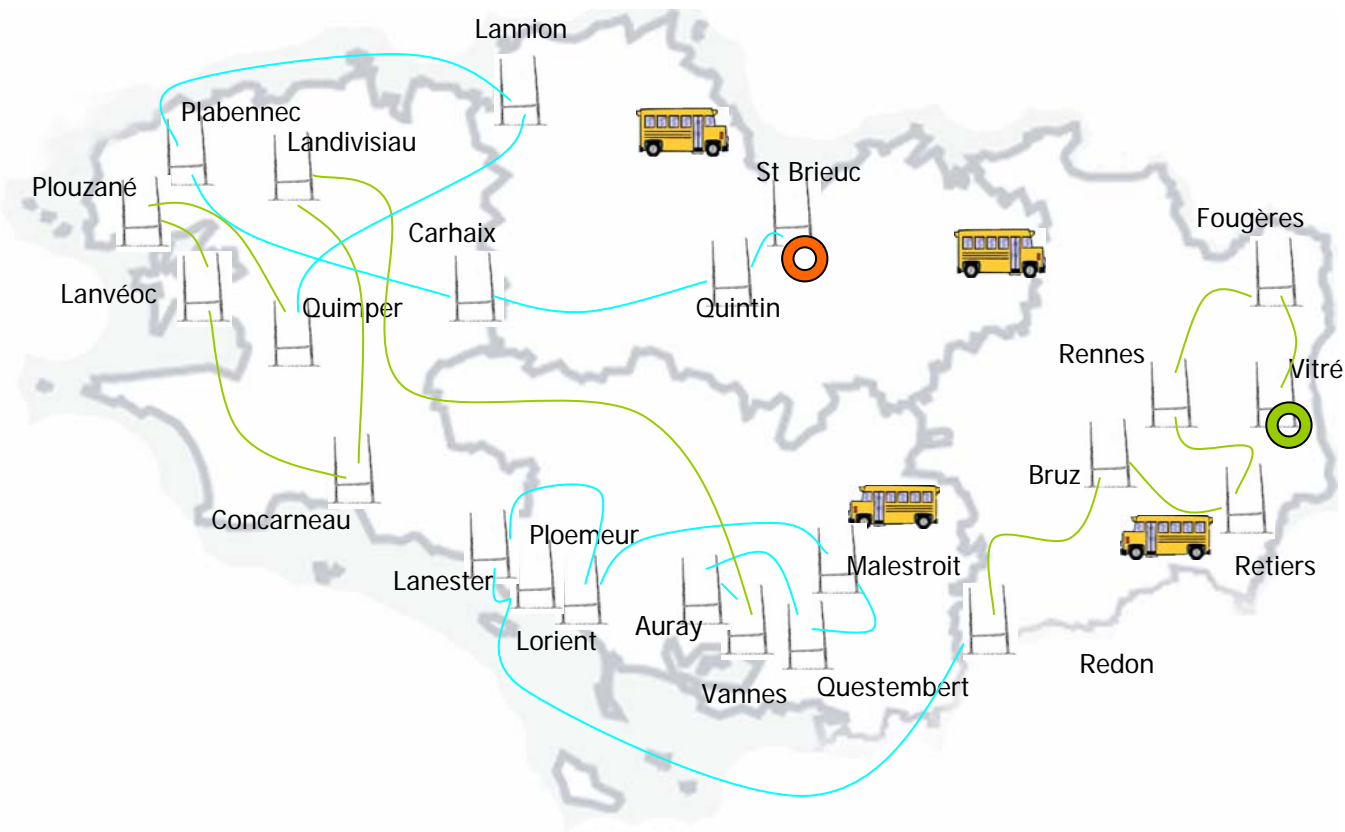 Lannion
Plabennec
Landivisiau
St Brieuc
Plouzané
Fougères
Carhaix
Lanvéoc
Quimper
Quintin
Rennes
Vitré
Bruz
Concarneau
Ploemeur
Malestroit
Retiers
Lanester
Auray
Lorient
Redon
Vannes
Questembert